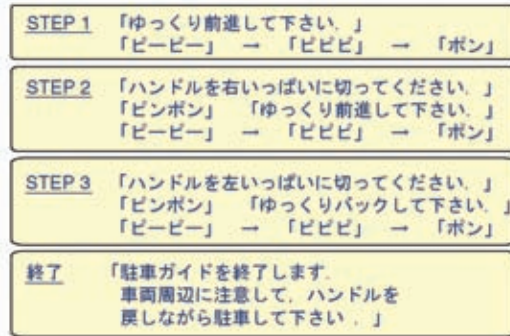 STEP 1 「ゆっくり前進して下さい．」
「ピーピー」 → 「ピピピ」 → 「ポン」
STEP 2 「ハンドルを右いっぱいに切ってください．」
「ピンポン」 「ゆっくり前進して下さい．」
「ピーピー」 → 「ピピピ」 → 「ポン」
STEP 3 「ハンドルを左いっぱいに切ってください．」
「ピンポン」 「ゆっくりバックして下さい．」
「ピーピー」 → 「ピピピ」 → 「ポン」
終了 「駐車ガイドを終了します．
車両周辺に注意して，ハンドルを
戻しながら駐車して下さい．」